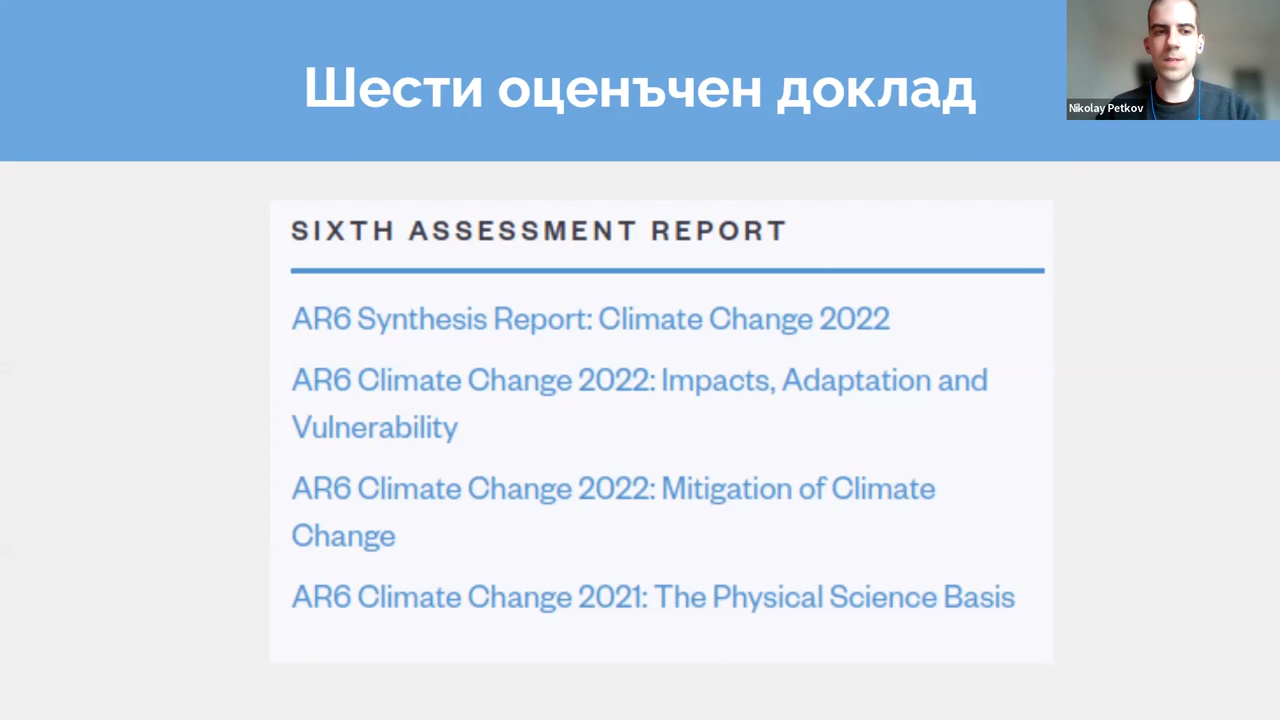 Шести оценъчен доклад
Nikolay Petkov
SIXTH ASSESSMENT REPORT
AR6 Synthesis Report: Climate Change 2022
AR6 Climate Change 2022: Impacts, Adaptation and
Vulnerability
AR6 Climate Change 2022: Mitigation of Climate
Change
AR6 Climate Change 2021: The Physical Science Basis